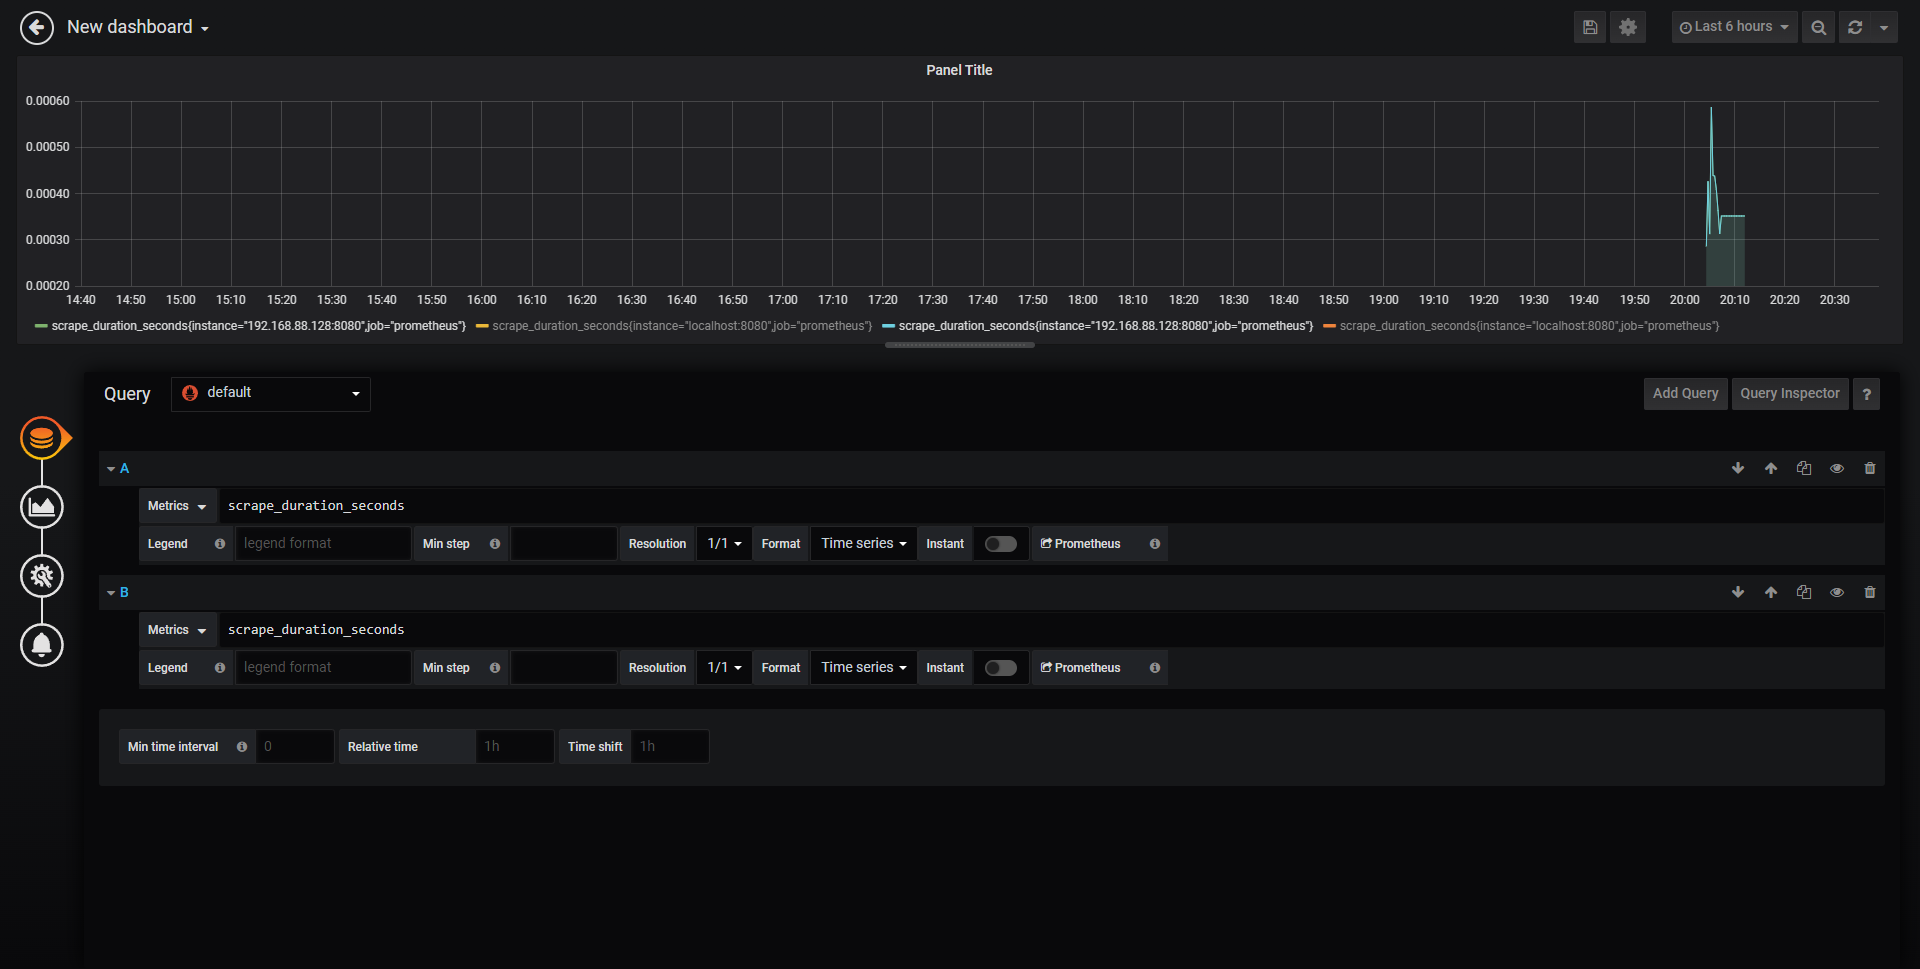 New dashboard
Last 6 hours
Panel Title
0.00060
0.00050
0.00040
0.00030
0.00020
14:40 14:50 15:00 15:10 15:20 15:30 15:40 15:50 16:00 16:10 16:20 16:30 16:40 16:50 17:00 17:10 17:20 17:30 17:40 17:50 18:00 18:10 18:20 18:30 18:40 18:50 19:00 19:10 19:20 19:30 19:40 19:50 20:00 20:10 20:20 20:30
scrape_duration_seconds{instance="192.168.88.128:8080",job="prometheus"} scrape_duration_seconds{instance="localhost:8080",job="prometheus"} scrape_duration_seconds{instance="192.168.88.128:8080",job="prometheus"} scrape_duration_seconds{instance="localhost:8080",job="prometheus"}
Query default Add Query Query Inspector ?
A
Metrics scrape_duration_seconds
Legend legend format Min step Resolution 1/1 Format Time series Instant Prometheus
B
Metrics scrape_duration_seconds
Legend legend format Min step Resolution 1/1 Format Time series Instant Prometheus
Min time interval 0 Relative time 1h Time shift 1h